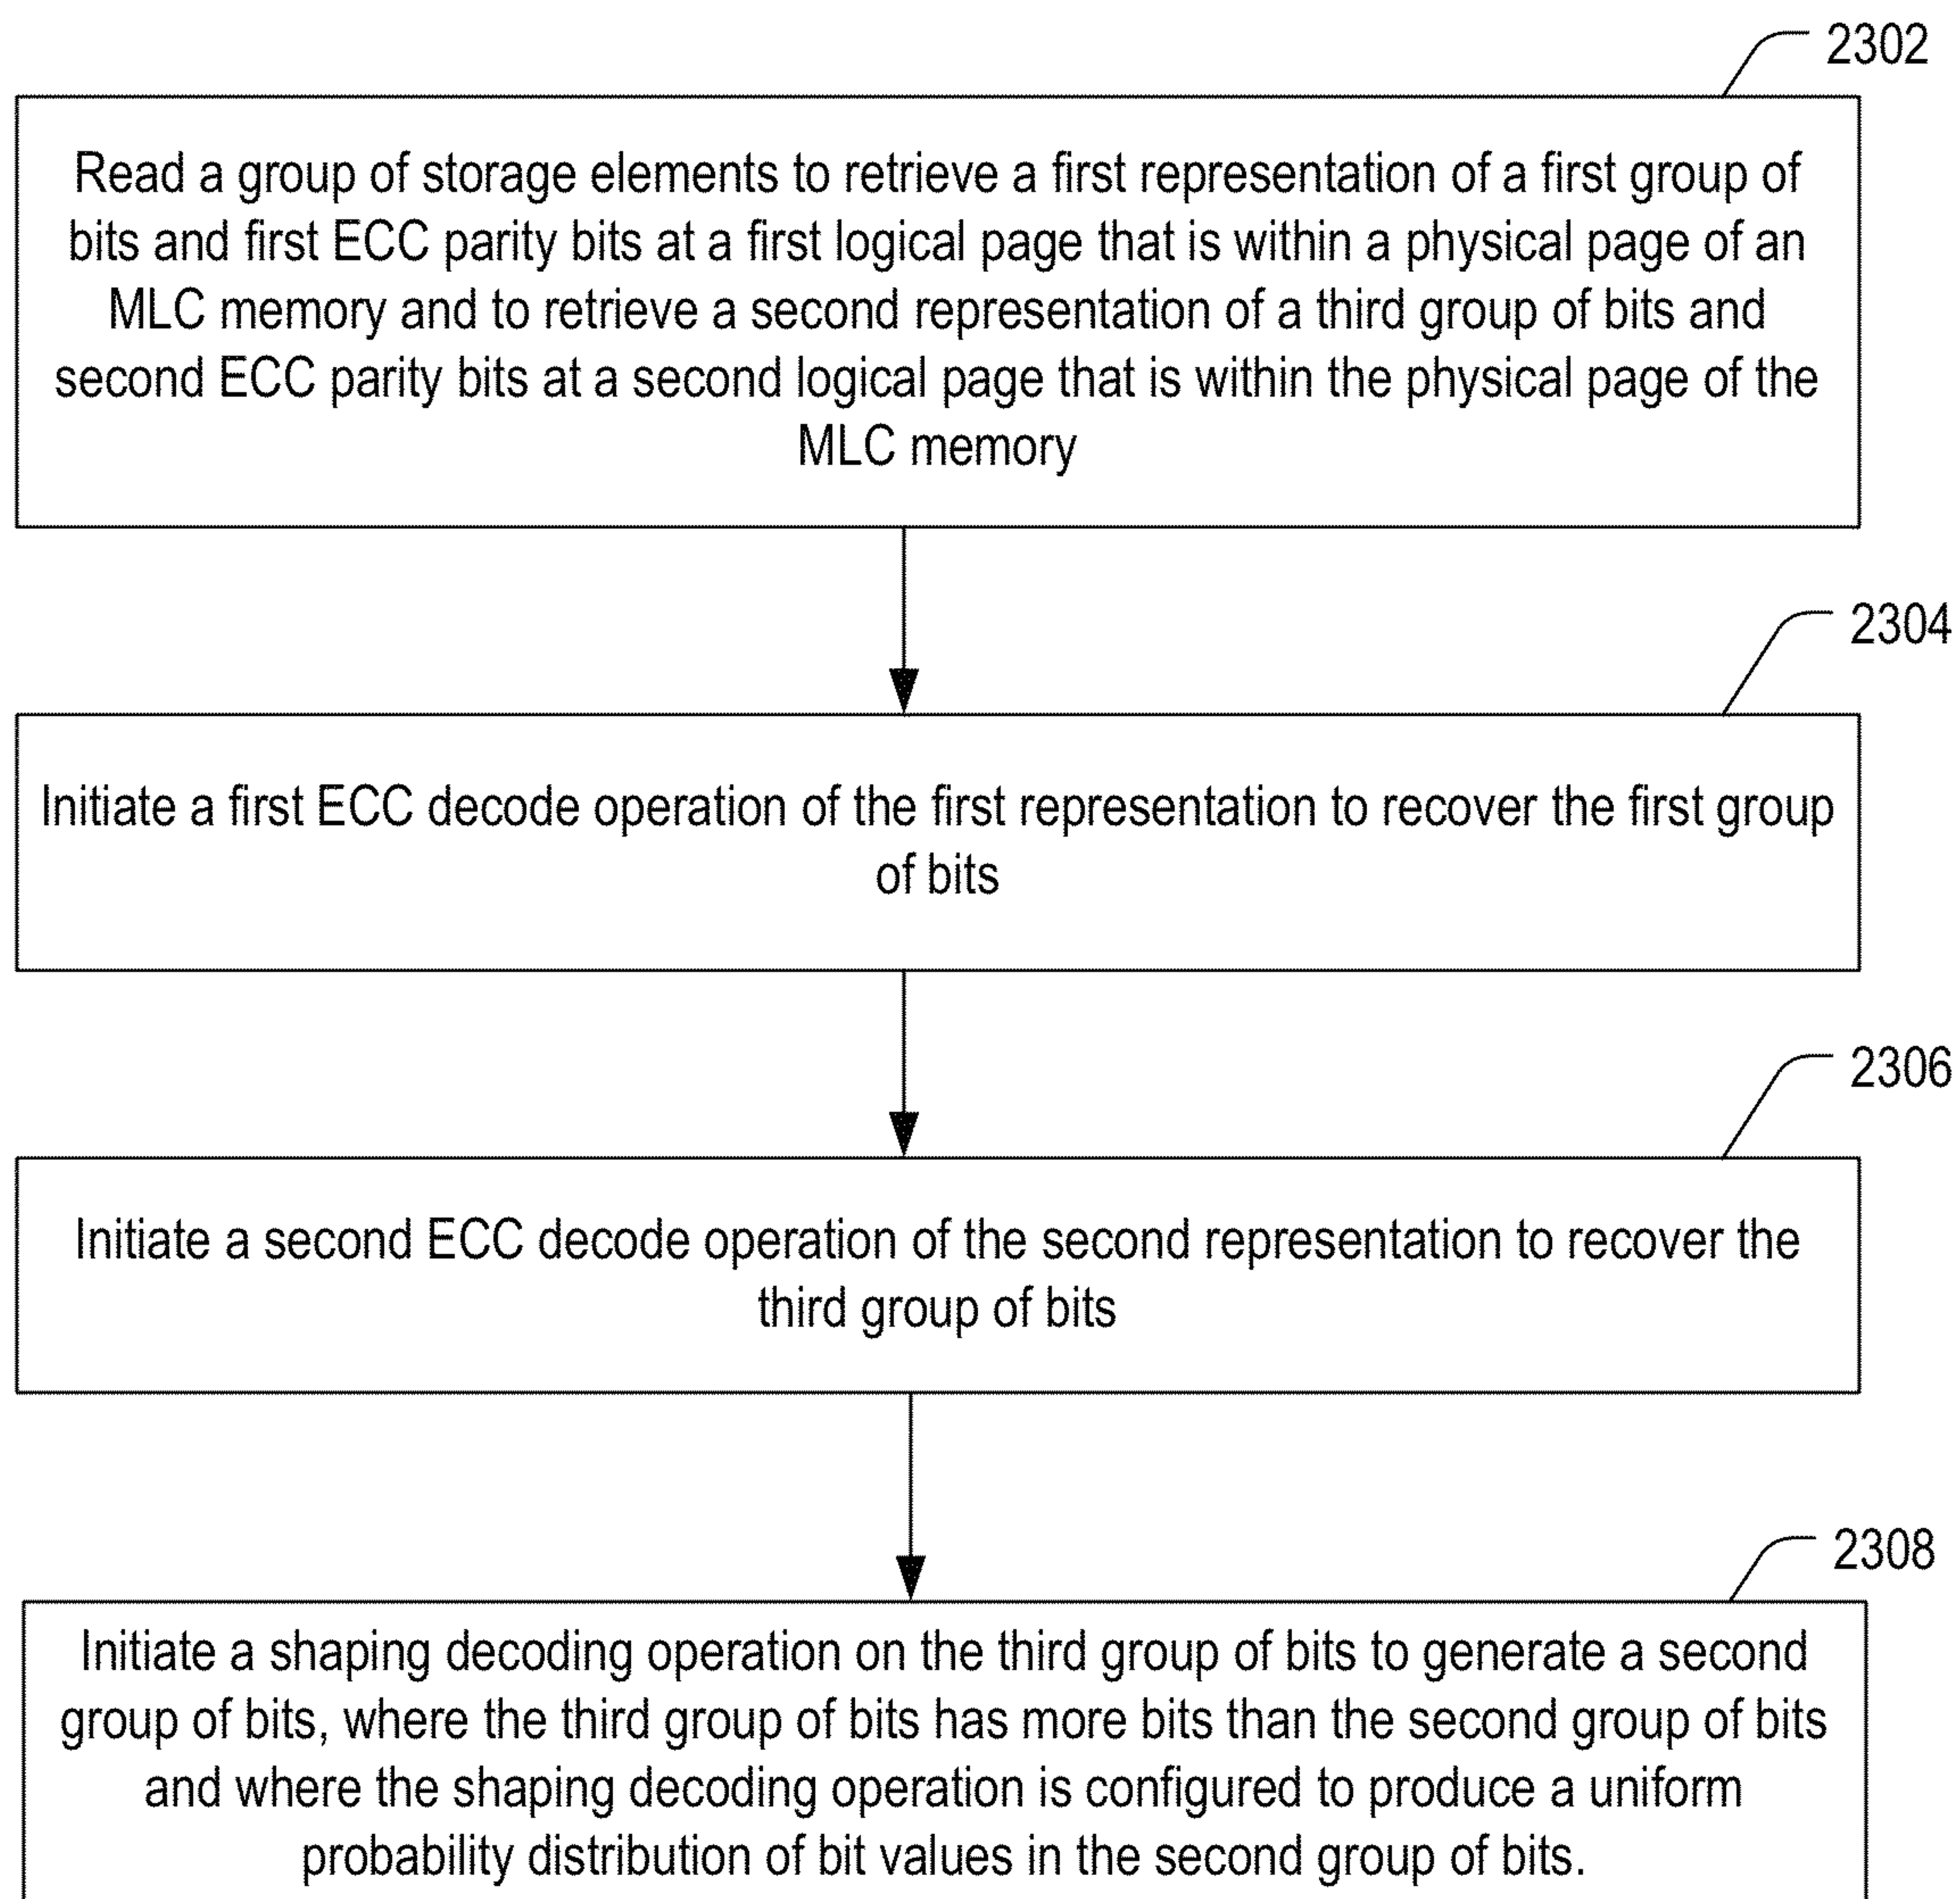 2302
Read a group of storage elements to retrieve a first representation of a first group of
bits and first ECC parity bits at a first logical page that is within a physical page of an
MLC memory and to retrieve a second representation of a third group of bits and
second ECC parity bits at a second logical page that is within the physical page of the
MLC memory
2304
Initiate a first ECC decode operation of the first representation to recover the first group
of bits
2306
Initiate a second ECC decode operation of the second representation to recover the
third group of bits
2308
Initiate a shaping decoding operation on the third group of bits to generate a second
group of bits, where the third group of bits has more bits than the second group of bits
and where the shaping decoding operation is configured to produce a uniform
probability distribution of bit values in the second group of bits.